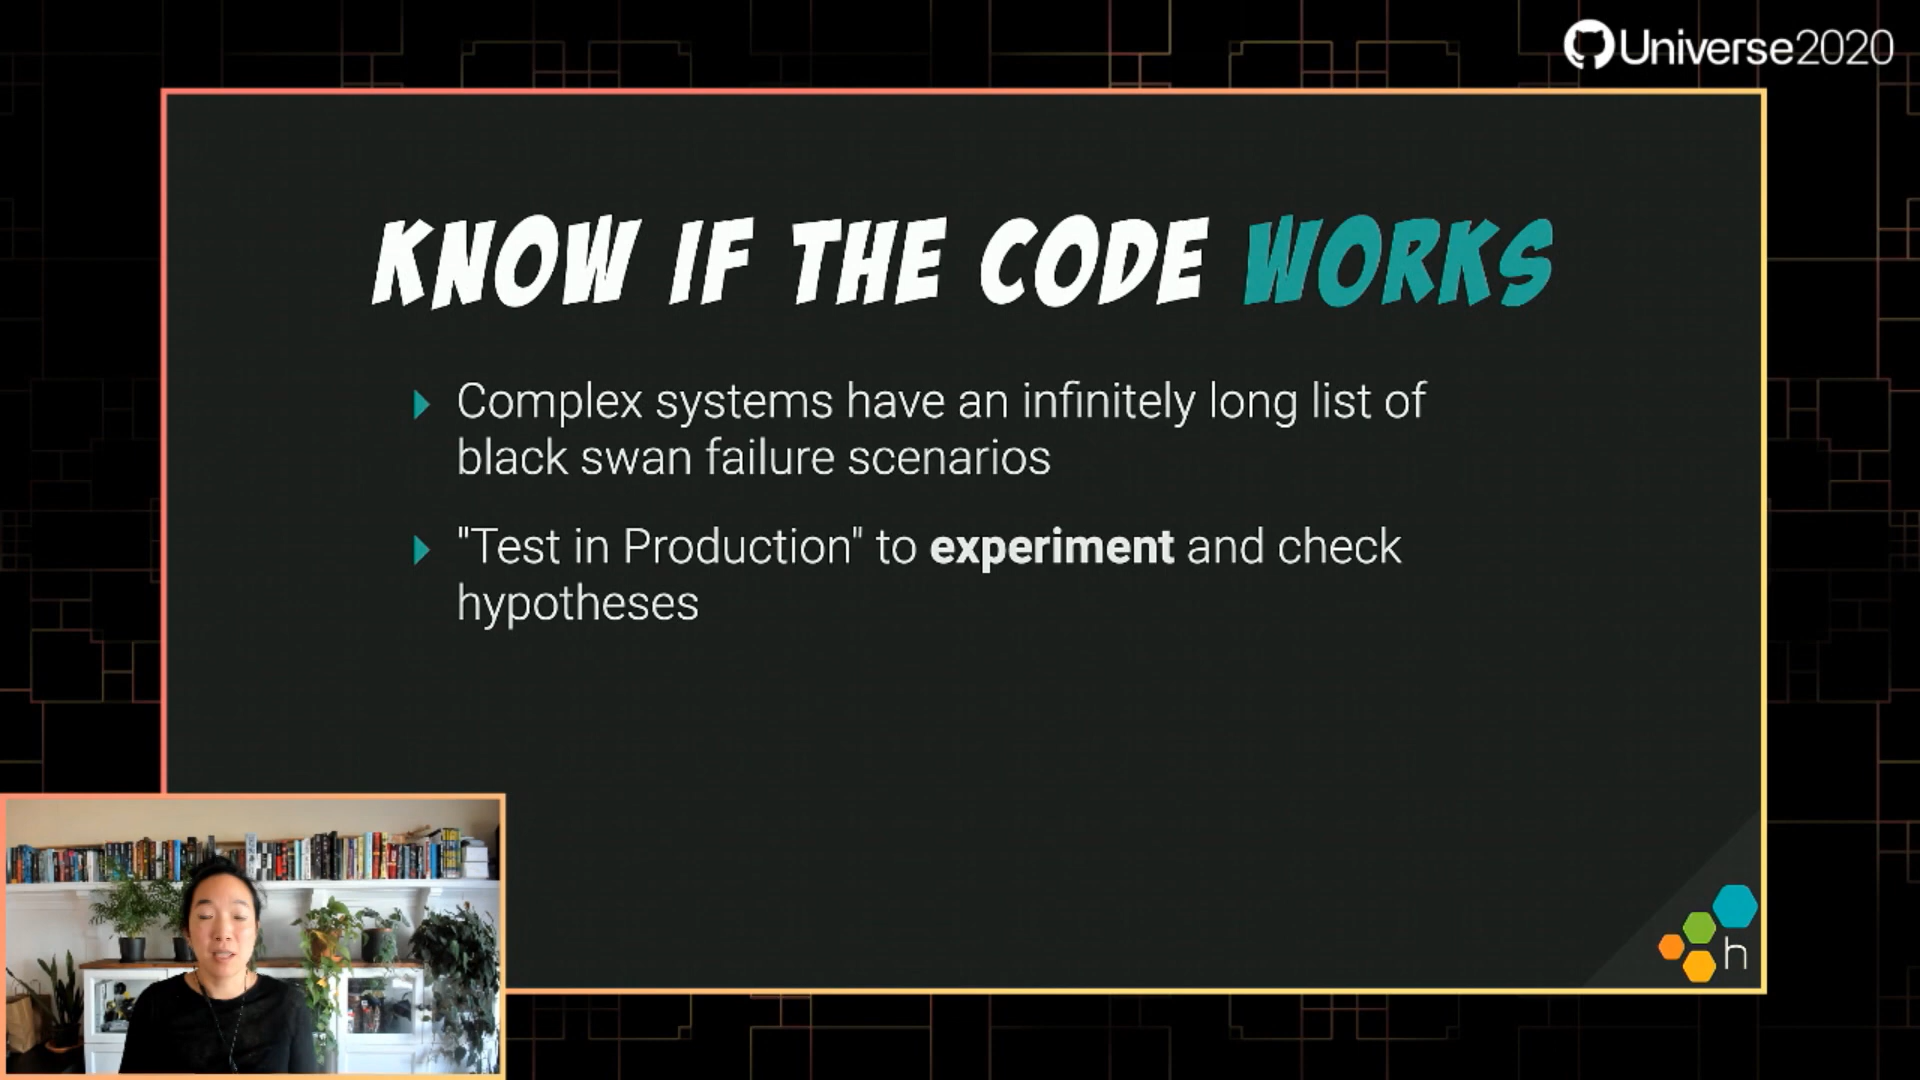 Universe2020
KNOW IF THE CODE WORKS
Complex systems have an infinitely long list of
black swan failure scenarios
"Test in Production" to experiment and check
hypotheses
h